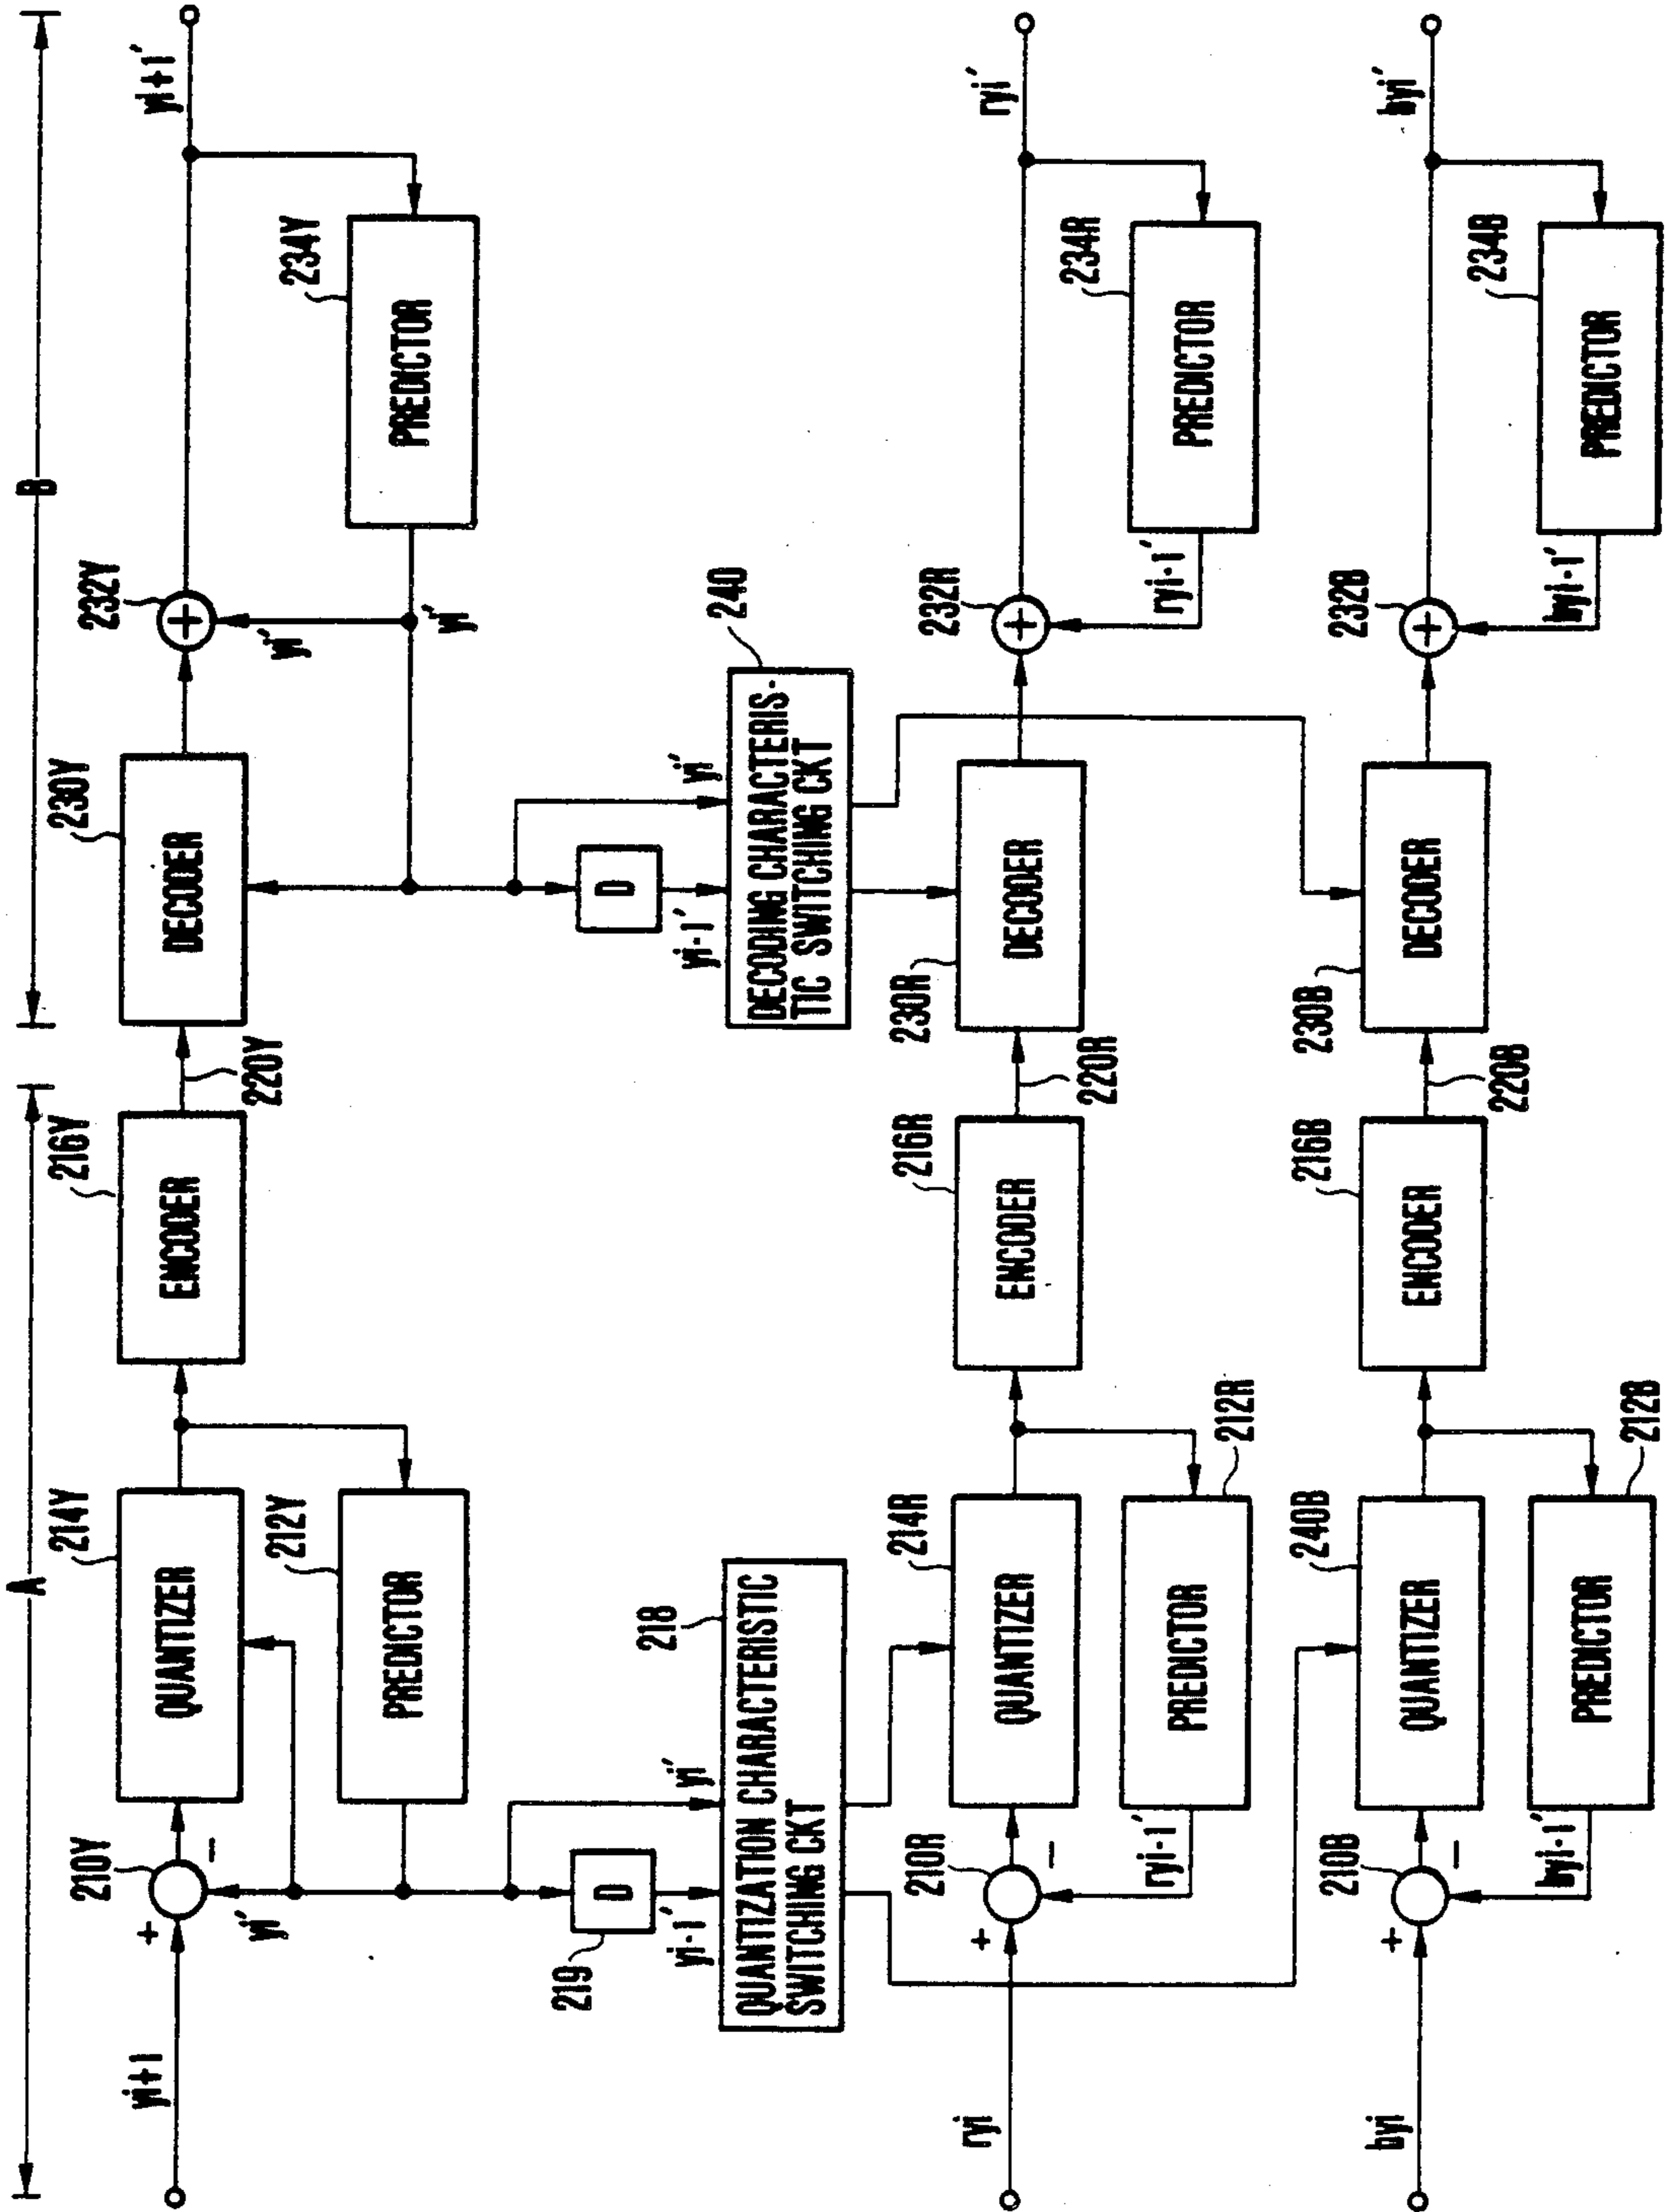 A
B
yi+1
+
−
210Y
yi'
214Y
QUANTIZER
212Y
PREDICTOR
216Y
ENCODER
220Y
230Y
DECODER
232Y
+
yi'
yi'
234Y
PREDICTOR
yi+1'
219
D
yi-1'
yi'
218
QUANTIZATION CHARACTERISTIC
SWITCHING CKT
D
yi-1'
yi'
240
DECODING CHARACTERIS-
TIC SWITCHING CKT
ryi
+
−
210R
ryi-1'
214R
QUANTIZER
212R
PREDICTOR
216R
ENCODER
220R
230R
DECODER
232R
+
ryi-1'
234R
PREDICTOR
ryi'
byi
+
−
210B
byi-1'
240B
QUANTIZER
212B
PREDICTOR
216B
ENCODER
220B
230B
DECODER
232B
+
byi-1'
234B
PREDICTOR
byi'